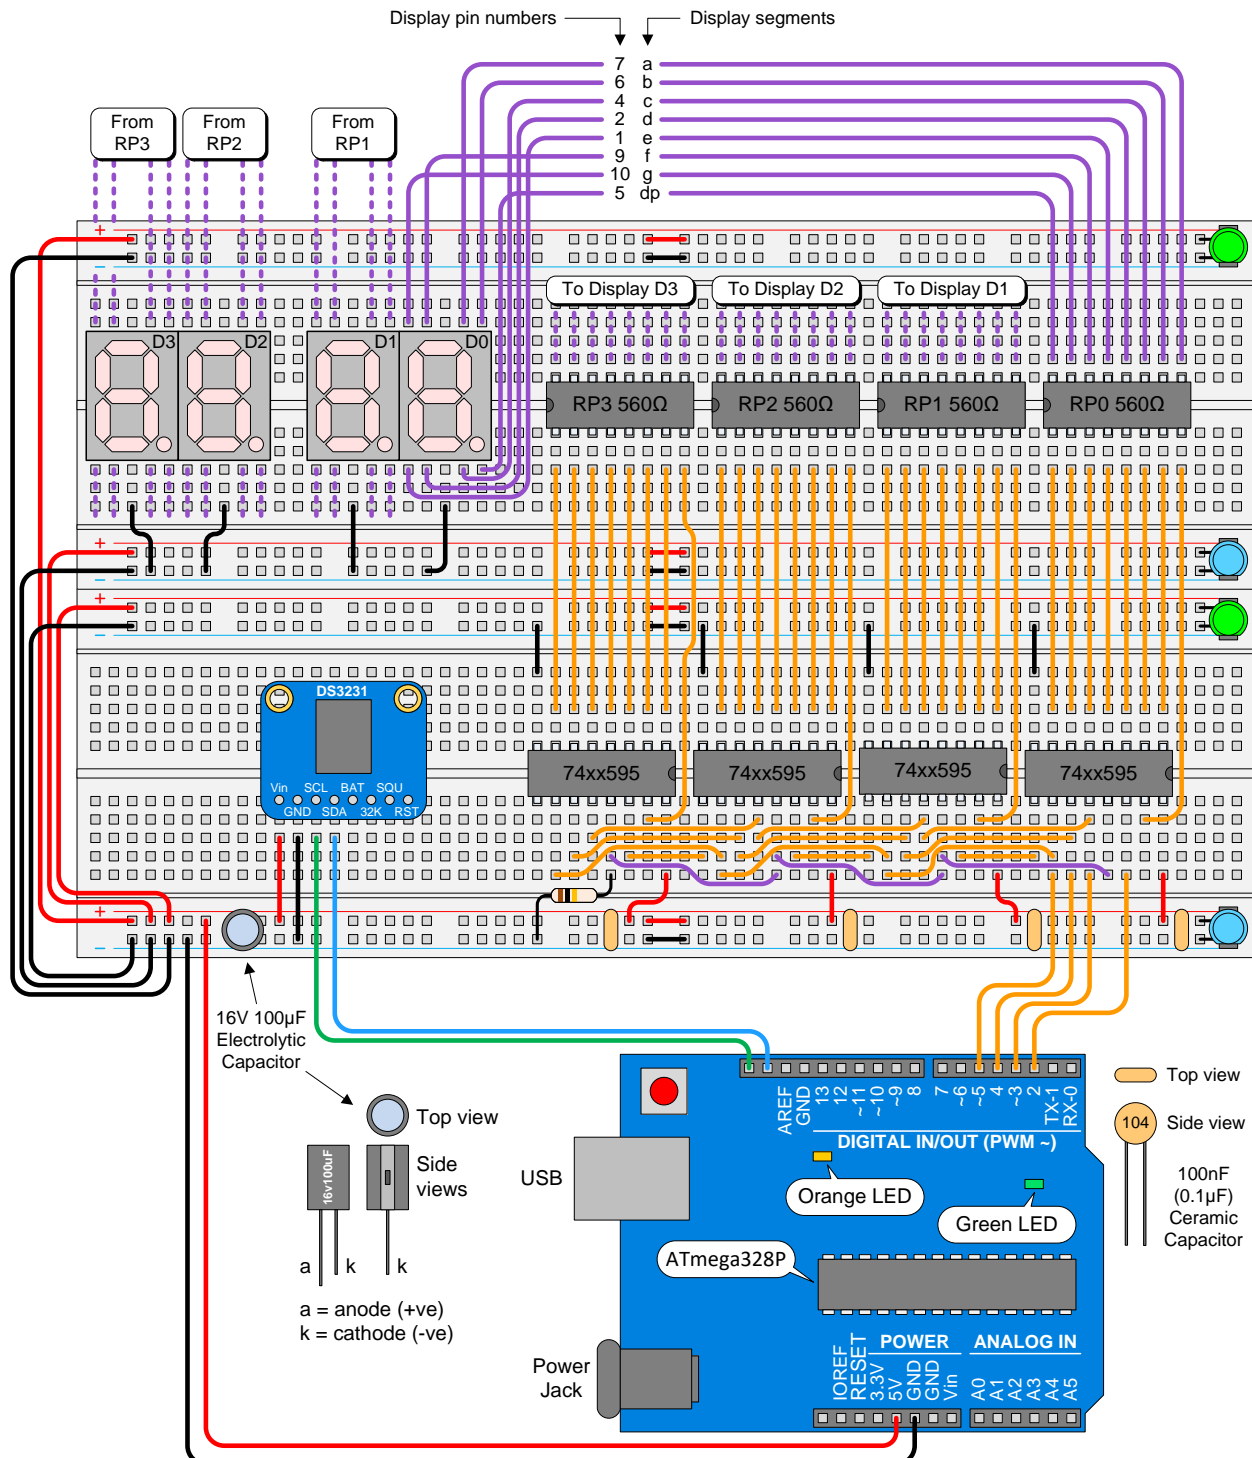 Display pin numbers
Display segments
7 a
6 b
4 c
2 d
1 e
9 f
10 g
5 dp
From
RP3
From
RP2
From
RP1
+
−
To Display D3
To Display D2
To Display D1
D3
D2
D1
D0
RP3 560Ω
RP2 560Ω
RP1 560Ω
RP0 560Ω
+
−
+
−
DS3231
Vin SCL BAT SQU
GND SDA 32K RST
74xx595
74xx595
74xx595
74xx595
+
−
16V 100µF
Electrolytic
Capacitor
Top view
16v100uF
Side
views
a
k
k
a = anode (+ve)
k = cathode (-ve)
AREF
GND
13
12
~11
~10
~9
8
7
~6
~5
4
~3
2
TX-1
RX-0
DIGITAL IN/OUT (PWM ~)
USB
Orange LED
Green LED
ATmega328P
Power
Jack
POWER
ANALOG IN
IOREF
RESET
3.3V
5V
GND
GND
Vin
A0
A1
A2
A3
A4
A5
Top view
104
Side view
100nF
(0.1µF)
Ceramic
Capacitor